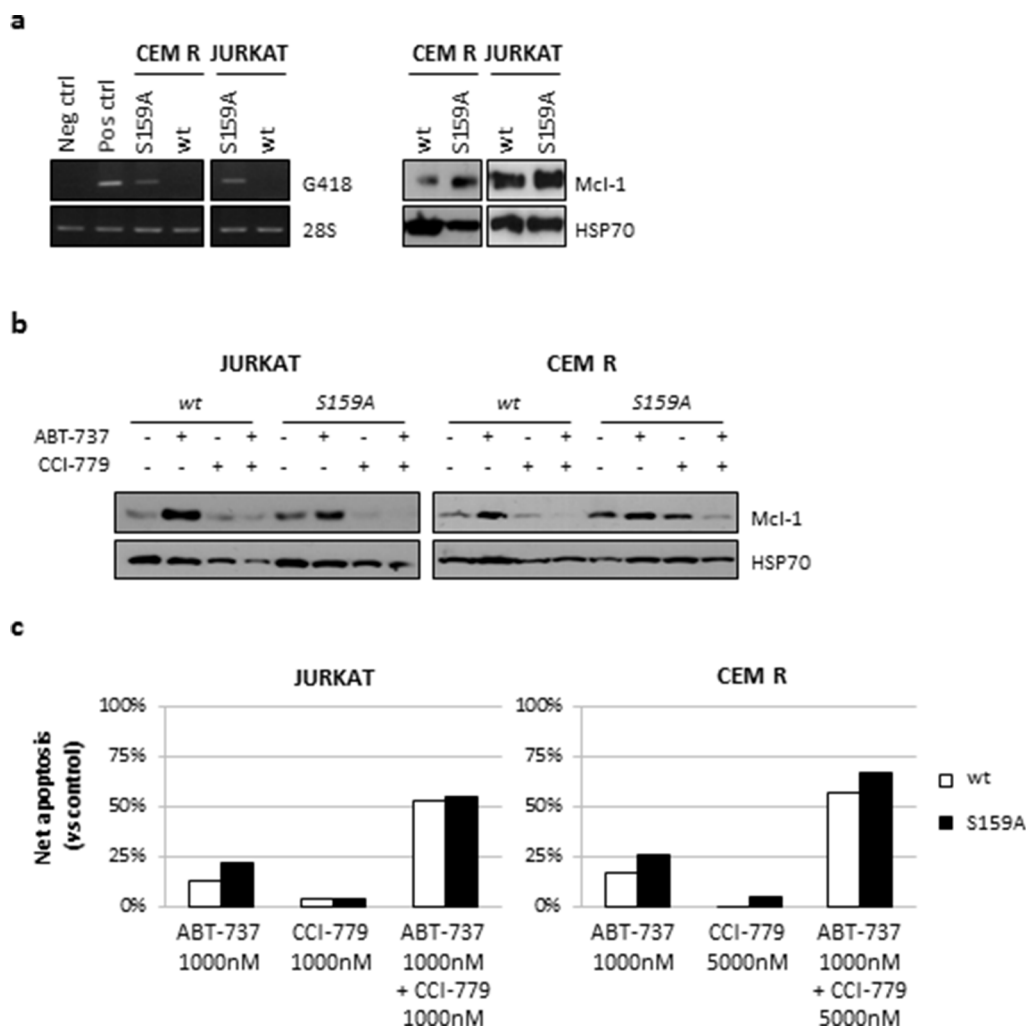 a
CEM R JURKAT
Neg ctrl Pos ctrl S159A wt S159A wt
G418
28S
CEM R JURKAT
wt S159A wt S159A
Mcl-1
HSP70
b
JURKAT CEM R
wt S159A wt S159A
ABT-737 - + - + - + - + - + - + - + - +
CCI-779 - - + + - - + + - - + + - - + +
Mcl-1
HSP70
c
JURKAT
Net apoptosis
(vs control)
100%
75%
50%
25%
0%
ABT-737 CCI-779 ABT-737
1000nM 1000nM 1000nM
+ CCI-779
1000nM
CEM R
100%
75%
50%
25%
0%
ABT-737 CCI-779 ABT-737
1000nM 5000nM 1000nM
+ CCI-779
5000nM
wt
S159A